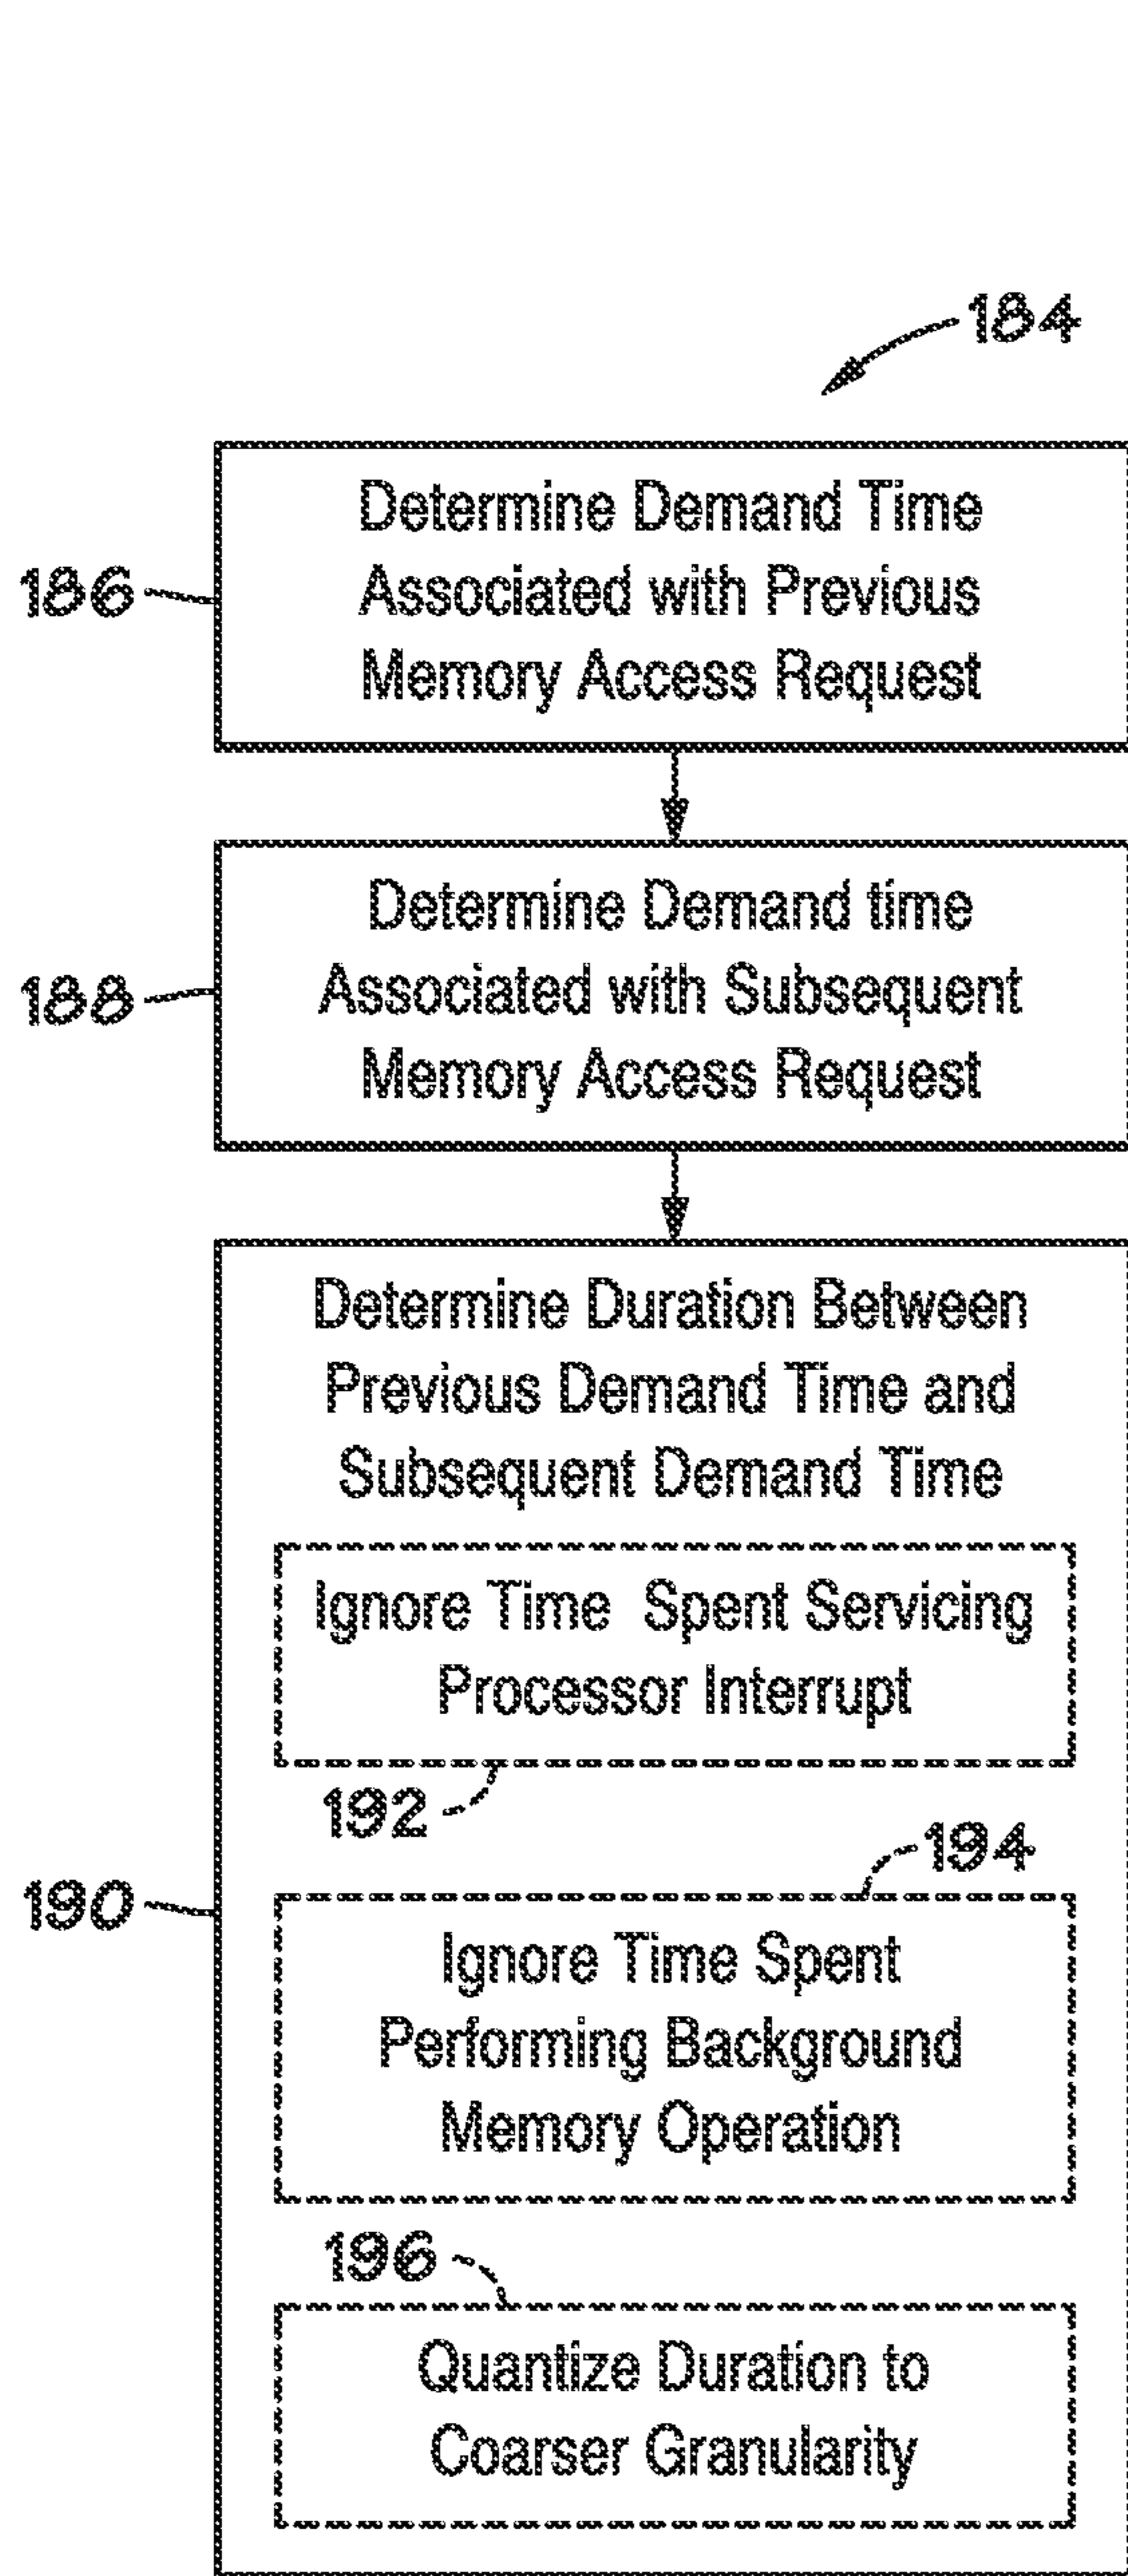 184
Determine Demand Time
186
Associated with Previous
Memory Access Request
Determine Demand time
188
Associated with Subsequent
Memory Access Request
Determine Duration Between
Previous Demand Time and
Subsequent Demand Time
Ignore Time Spent Servicing
Processor Interrupt
192
194
190
Ignore Time Spent
Performing Background
Memory Operation
196
Quantize Duration to
Coarser Granularity